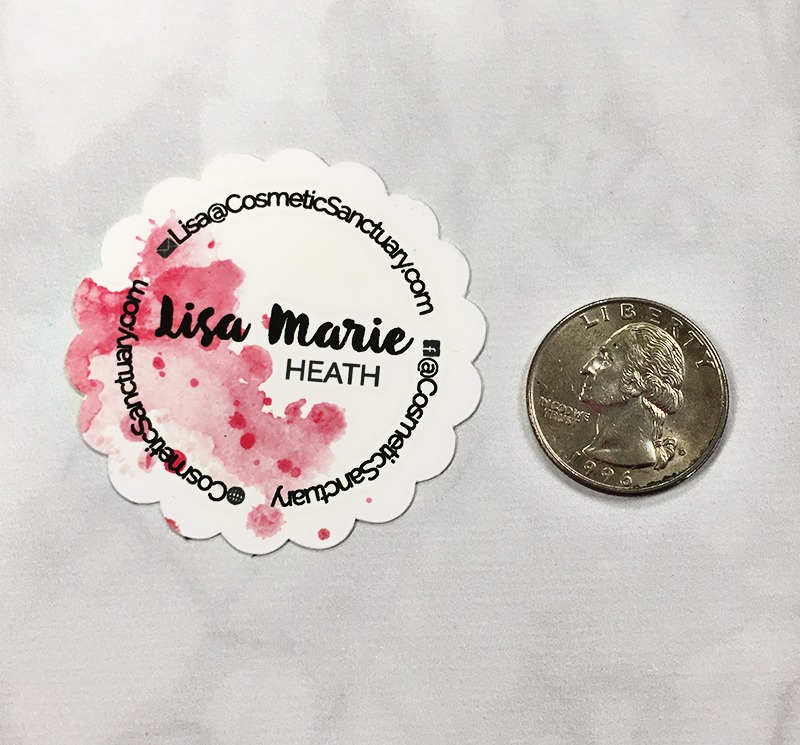 Lisa@CosmeticSanctuary.com
Lisa Marie
HEATH
@CosmeticSanctuary
CosmeticSanctuary.com
LIBERTY
IN GOD WE
TRUST
1996